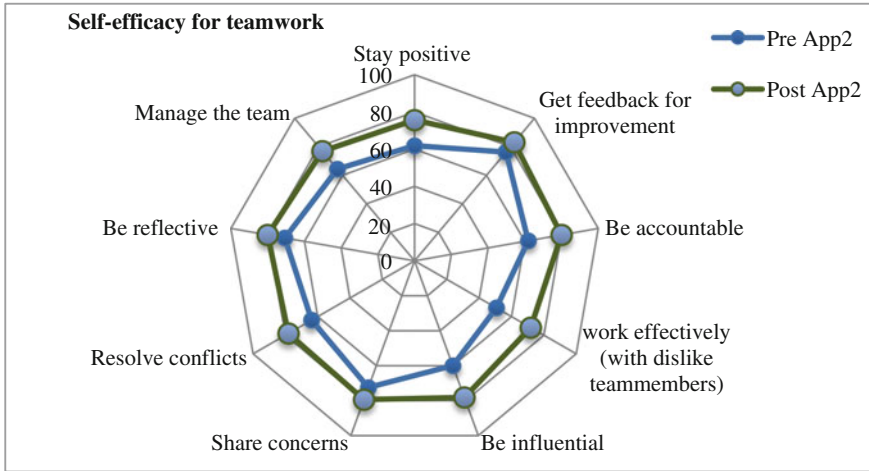 Self-efficacy for teamwork
Pre App2
Post App2
Stay positive
100
80
60
40
20
0
Get feedback for
improvement
Be accountable
work effectively
(with dislike
teammembers)
Be influential
Share concerns
Resolve conflicts
Be reflective
Manage the team